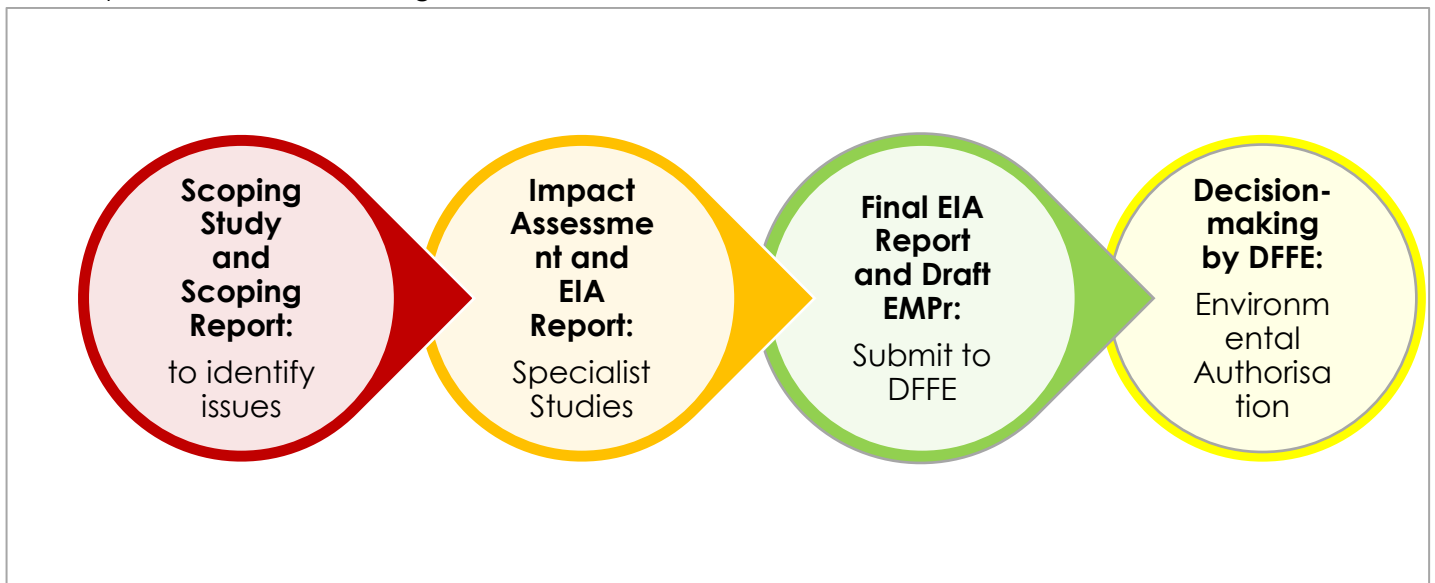 Scoping
Study
and
Scoping
Report:
to identify
issues
Impact
Assessme
nt and
EIA
Report:
Specialist
Studies
Final EIA
Report
and Draft
EMPr:
Submit to
DFFE
Decision-
making
by DFFE:
Environm
ental
Authorisa
tion